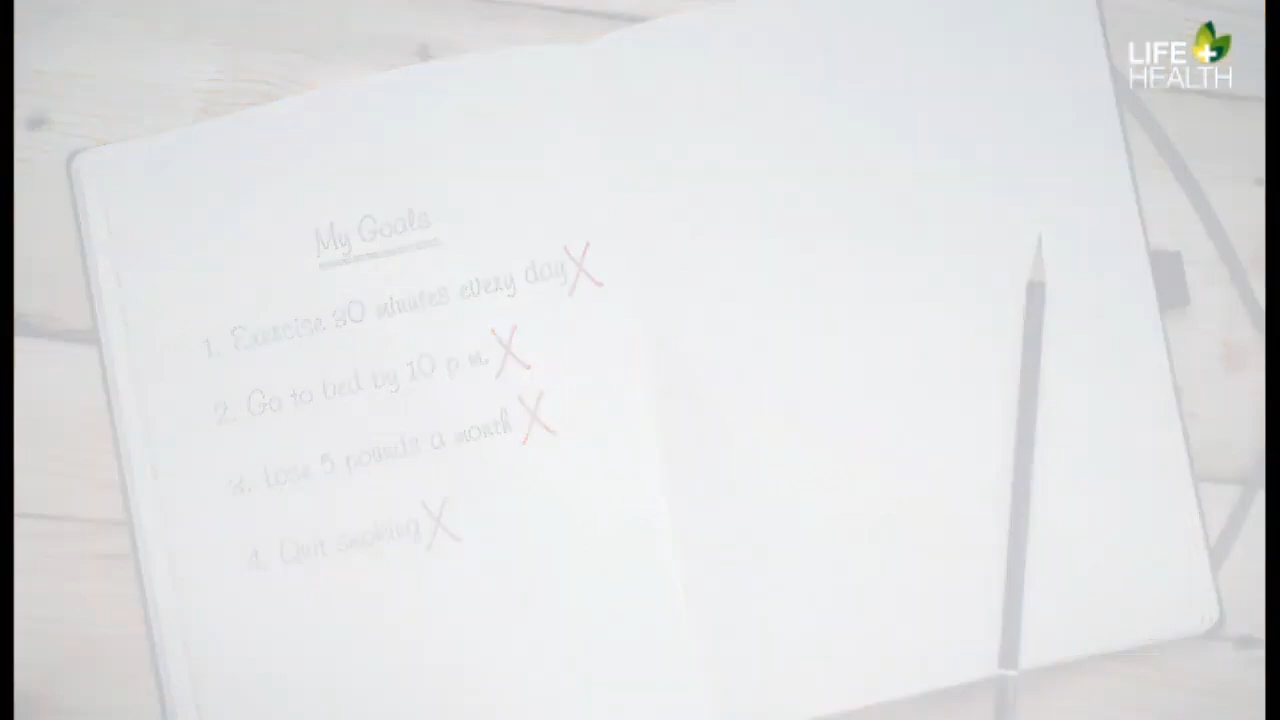 LIFE +
HEALTH
My Goals
1. Exercise 30 minutes every day X
2. Go to bed by 10 p.m. X
3. Lose 5 pounds a month X
4. Quit smoking X